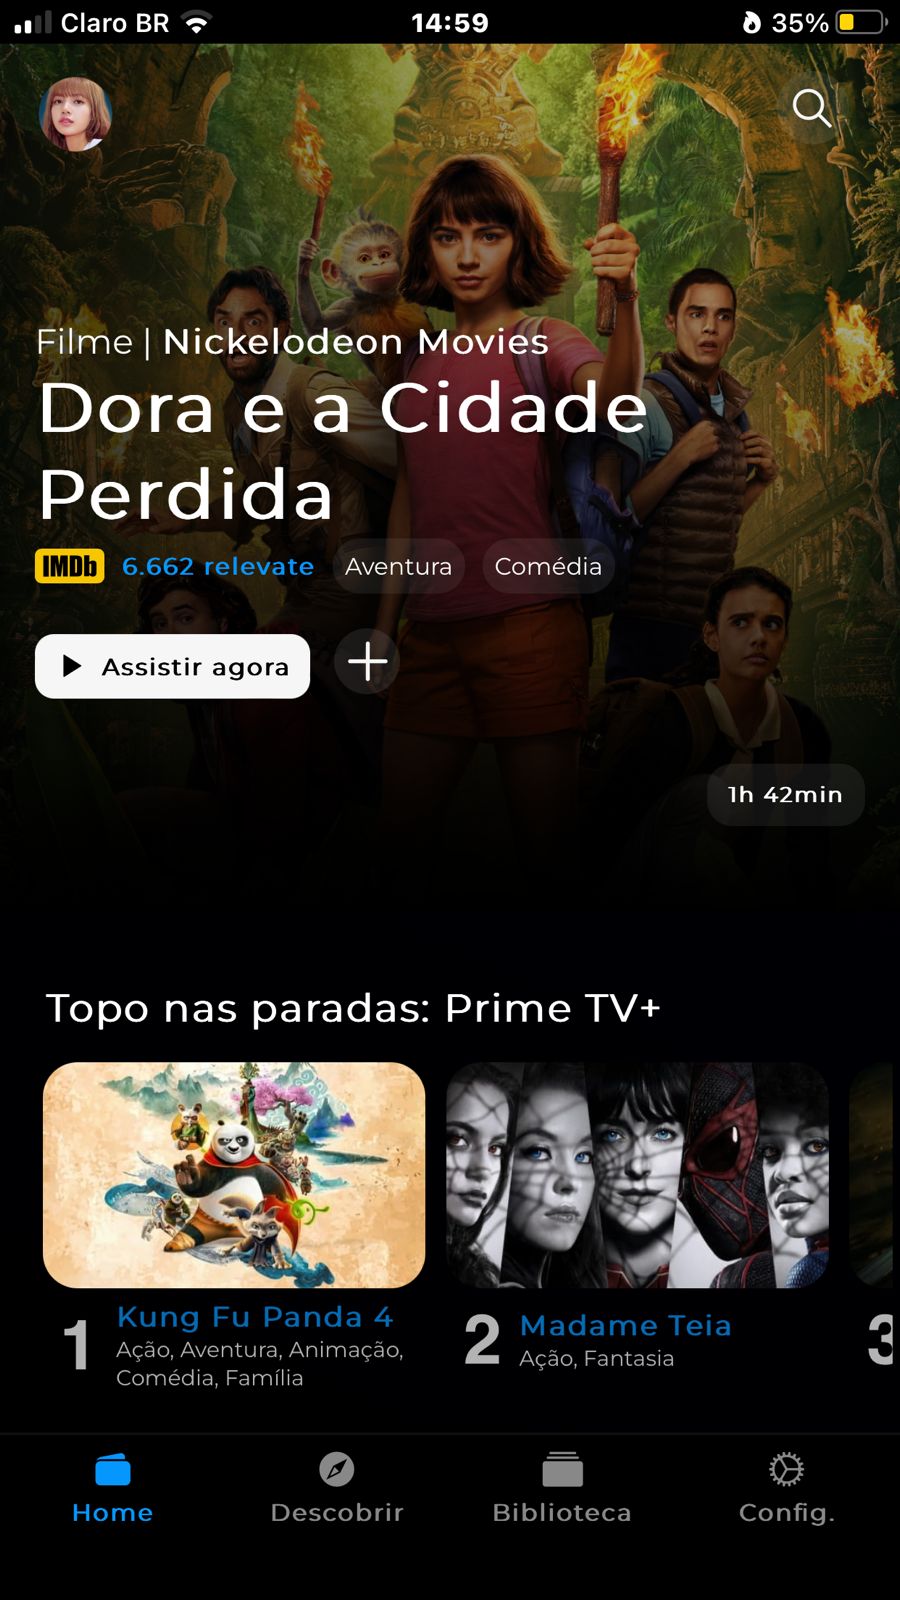 Claro BR
14:59
35%
Filme | Nickelodeon Movies
Dora e a Cidade
Perdida
IMDb 6.662 relevate Aventura Comédia
Assistir agora
1h 42min
Topo nas paradas: Prime TV+
1 Kung Fu Panda 4
Ação, Aventura, Animação,
Comédia, Família
2 Madame Teia
Ação, Fantasia
3
Home Descobrir Biblioteca Config.